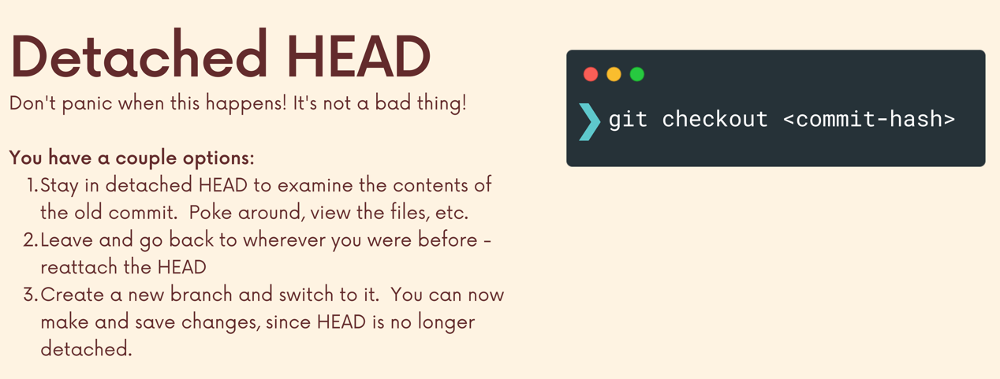 Detached HEAD
Don't panic when this happens! It's not a bad thing!
You have a couple options:
1. Stay in detached HEAD to examine the contents of
the old commit.  Poke around, view the files, etc.
2. Leave and go back to wherever you were before -
reattach the HEAD
3. Create a new branch and switch to it.  You can now
make and save changes, since HEAD is no longer
detached.
❯ git checkout <commit-hash>